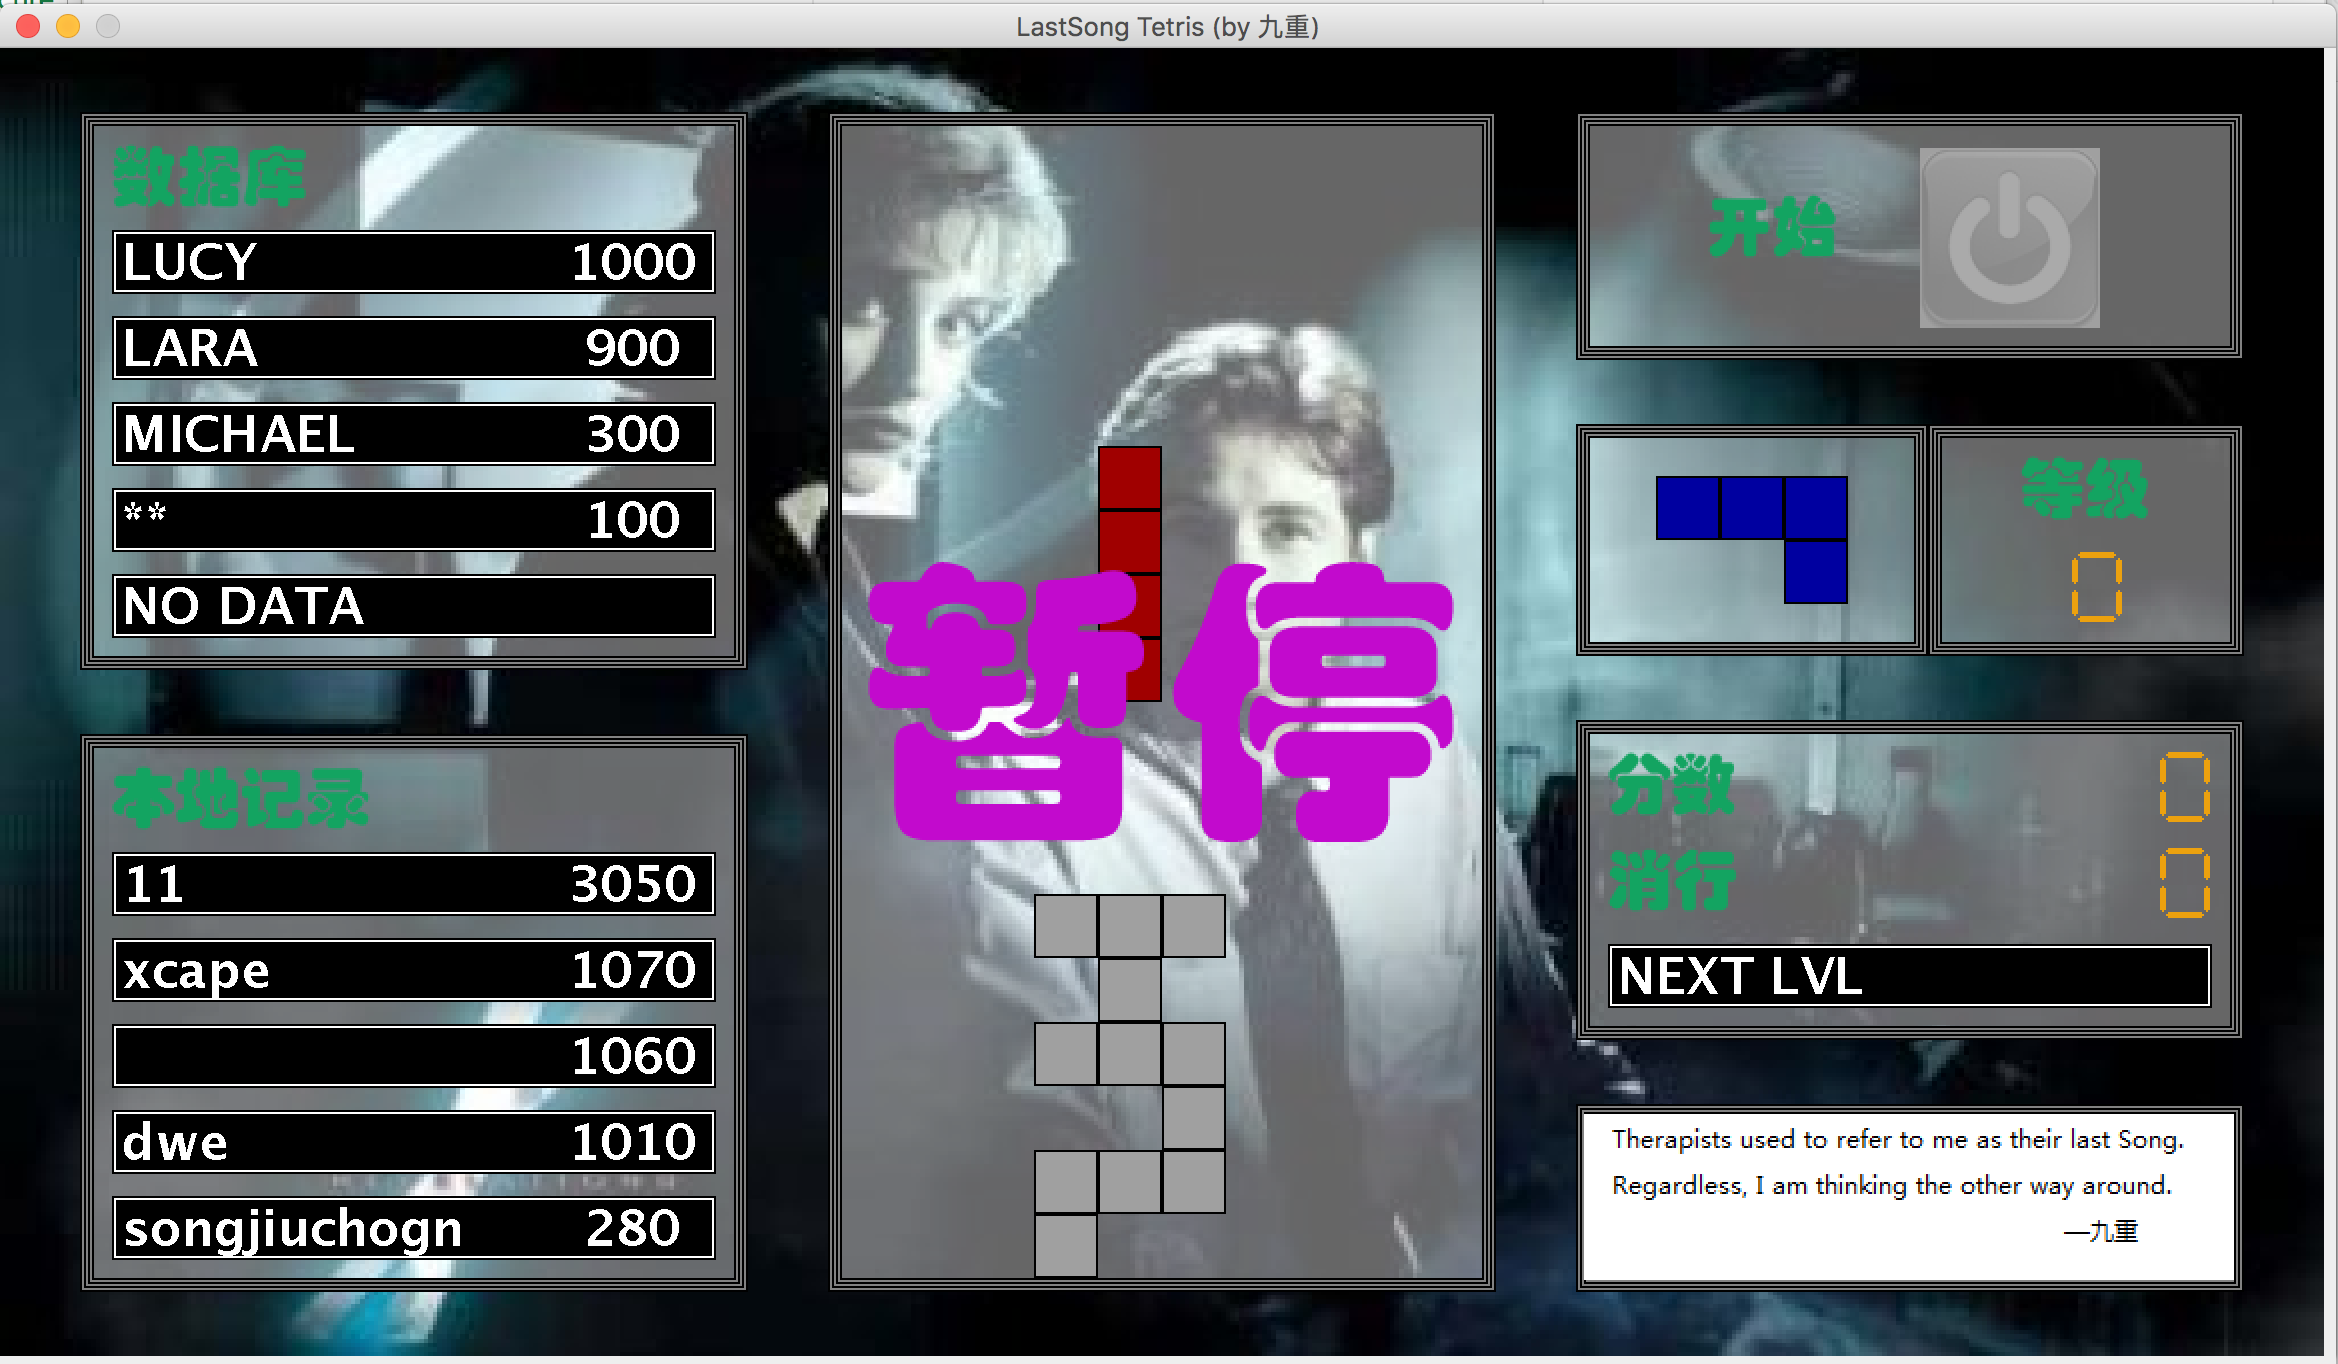 LastSong Tetris (by 九重)
数据库
LUCY 1000
LARA 900
MICHAEL 300
** 100
NO DATA
本地记录
11 3050
xcape 1070
1060
dwe 1010
songjiuchogn 280
暂停
开始
等级
0
分数 0
消行 0
NEXT LVL
Therapists used to refer to me as their last Song.
Regardless, I am thinking the other way around.
—九重